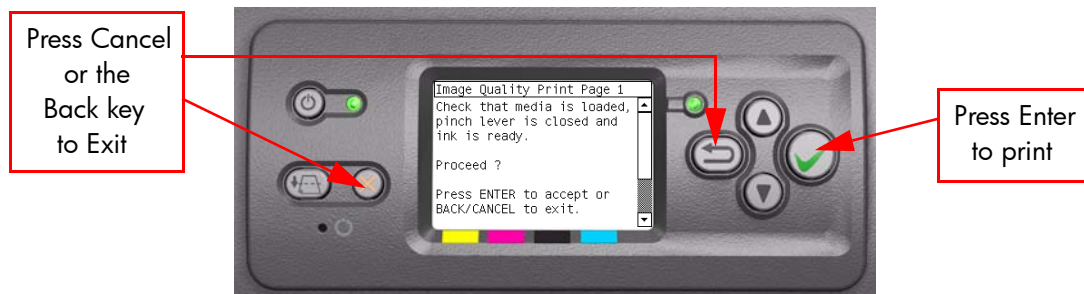 Press Cancel
or the
Back key
to Exit
Image Quality Print Page 1
Check that media is loaded,
pinch lever is closed and
ink is ready.
Proceed ?
Press ENTER to accept or
BACK/CANCEL to exit.
Press Enter
to print